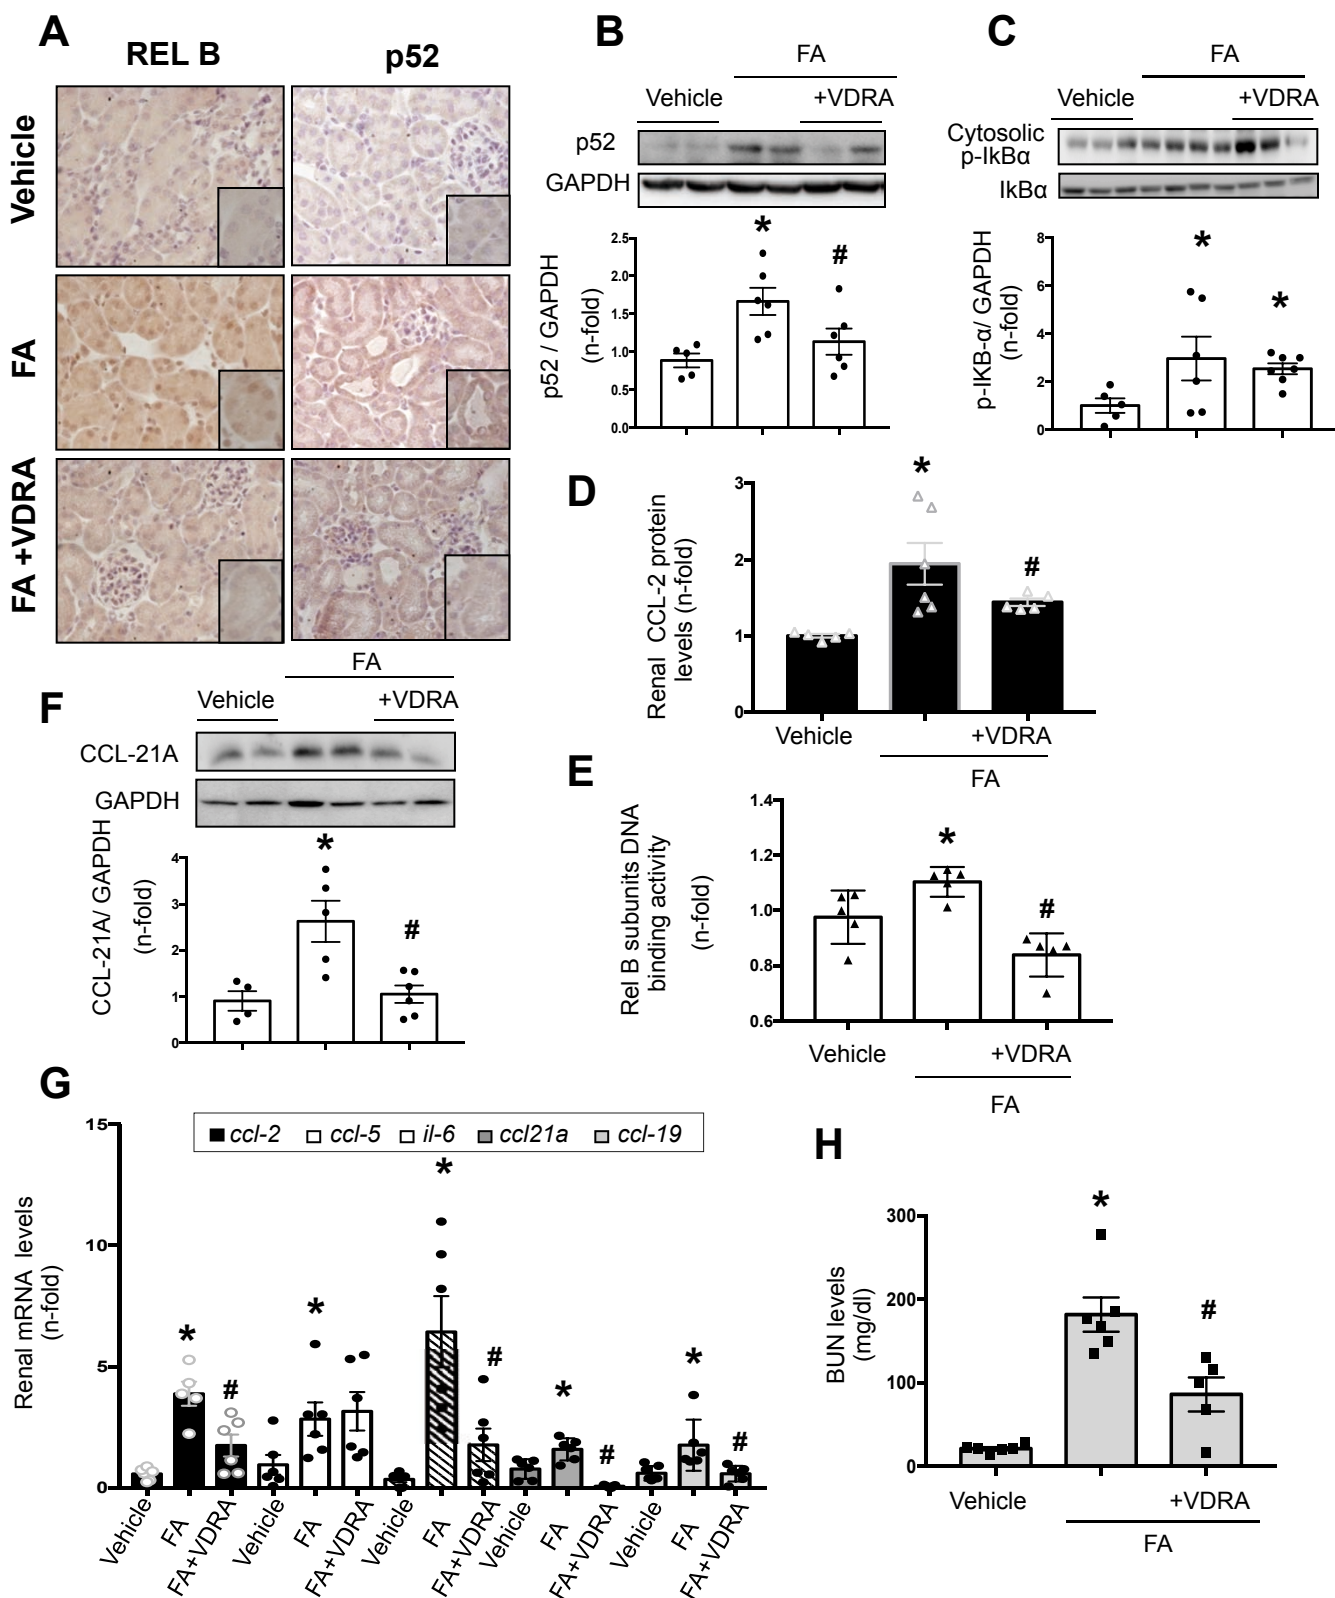 A
REL B
p52
Vehicle
FA
FA +VDRA
B
FA
Vehicle
+VDRA
p52
GAPDH
p52 / GAPDH
(n-fold)
2.5
2.0
1.5
1.0
0.5
0.0
*
#
C
FA
Vehicle
+VDRA
Cytosolic
p-IkBα
IkBα
p-IKB-α/ GAPDH
(n-fold)
8
6
4
2
0
*
*
D
Renal CCL-2 protein
levels (n-fold)
3
2
1
0
*
#
Vehicle
+VDRA
FA
E
Rel B subunits DNA
binding activity
(n-fold)
1.4
1.2
1.0
0.8
0.6
*
#
Vehicle
+VDRA
FA
F
FA
Vehicle
+VDRA
CCL-21A
GAPDH
CCL-21A/ GAPDH
(n-fold)
4
3
2
1
0
*
#
G
Renal mRNA levels
(n-fold)
15
10
5
0
ccl-2 ccl-5 il-6 ccl21a ccl-19
*
#
*
*
#
*
#
*
#
Vehicle
FA
FA+VDRA
Vehicle
FA
FA+VDRA
Vehicle
FA
FA+VDRA
Vehicle
FA
FA+VDRA
Vehicle
FA
FA+VDRA
H
BUN levels
(mg/dl)
300
200
100
0
*
#
Vehicle
+VDRA
FA